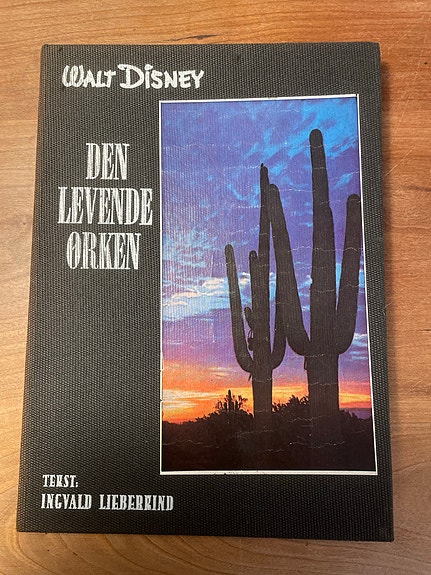 WALT DISNEY
DEN
LEVENDE
ØRKEN
TEKST:
INGVALD LIEBERKIND